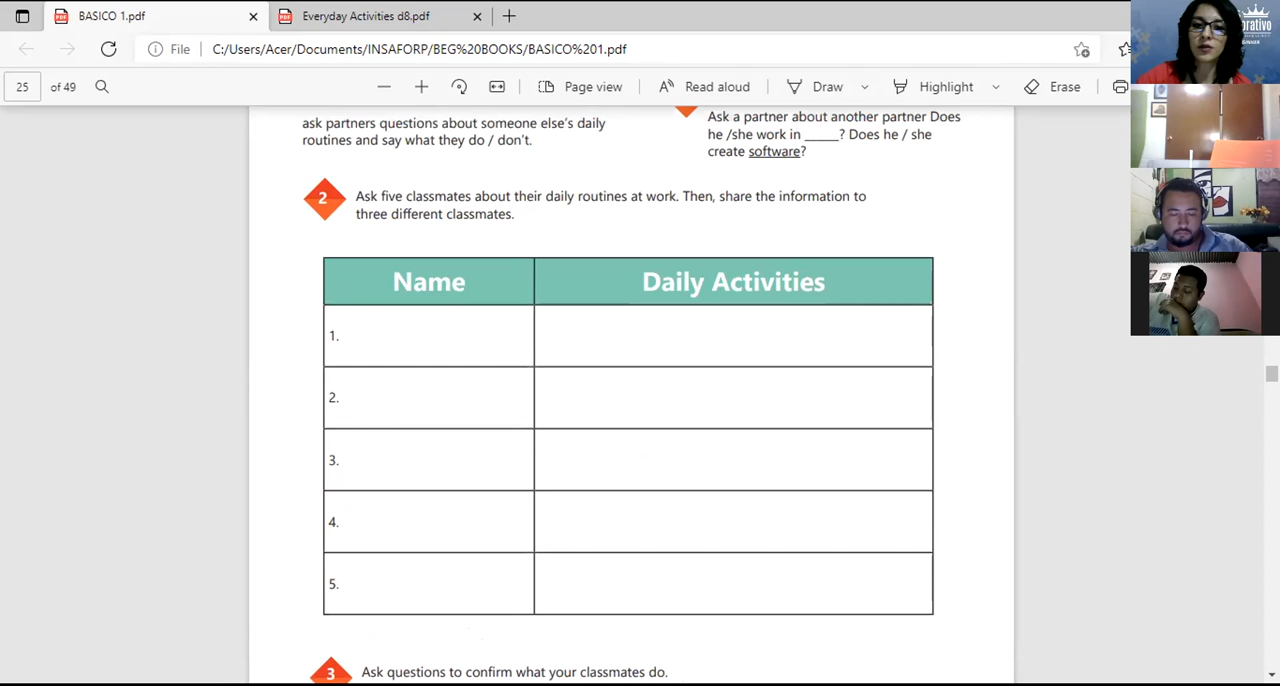 BASICO 1.pdf
Everyday Activities d8.pdf
File C:/Users/Acer/Documents/INSAFORP/BEG%20BOOKS/BASICO%201.pdf
25 of 49
Page view
Read aloud
Draw
Highlight
Erase
ask partners questions about someone else's daily
routines and say what they do / don't.
Ask a partner about another partner Does
he /she work in _____? Does he / she
create software?
2 Ask five classmates about their daily routines at work. Then, share the information to
three different classmates.
Name Daily Activities
1.
2.
3.
4.
5.
3 Ask questions to confirm what your classmates do.